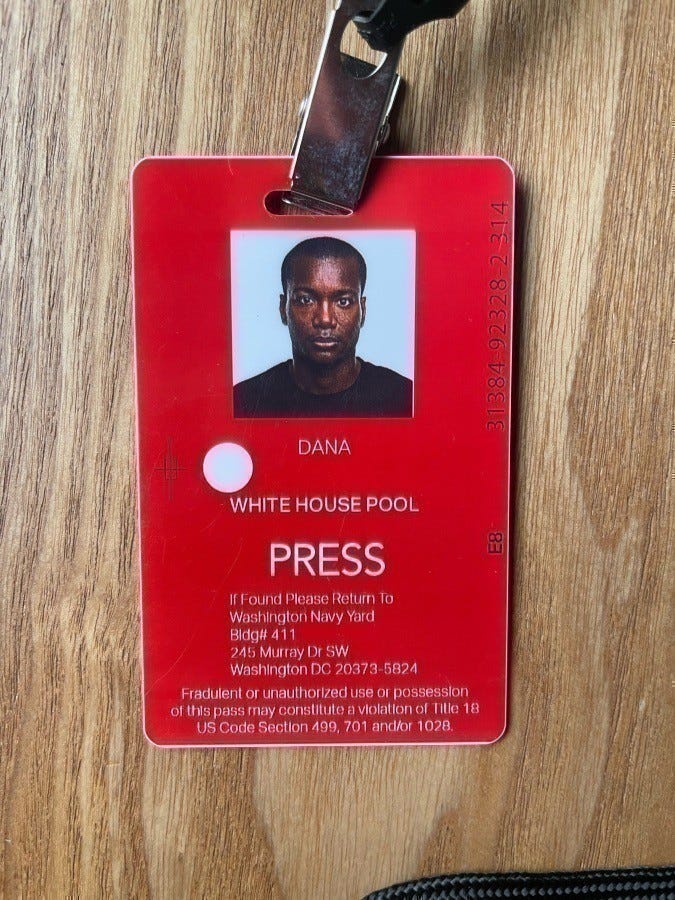 31384-92328-2 314
DANA
WHITE HOUSE POOL
E8
PRESS
If Found Please Return To
Washington Navy Yard
Bldg# 411
245 Murray Dr SW
Washington DC 20373-5824
Fradulent or unauthorized use or possession
of this pass may constitute a violation of Title 18
US Code Section 499, 701 and/or 1028.